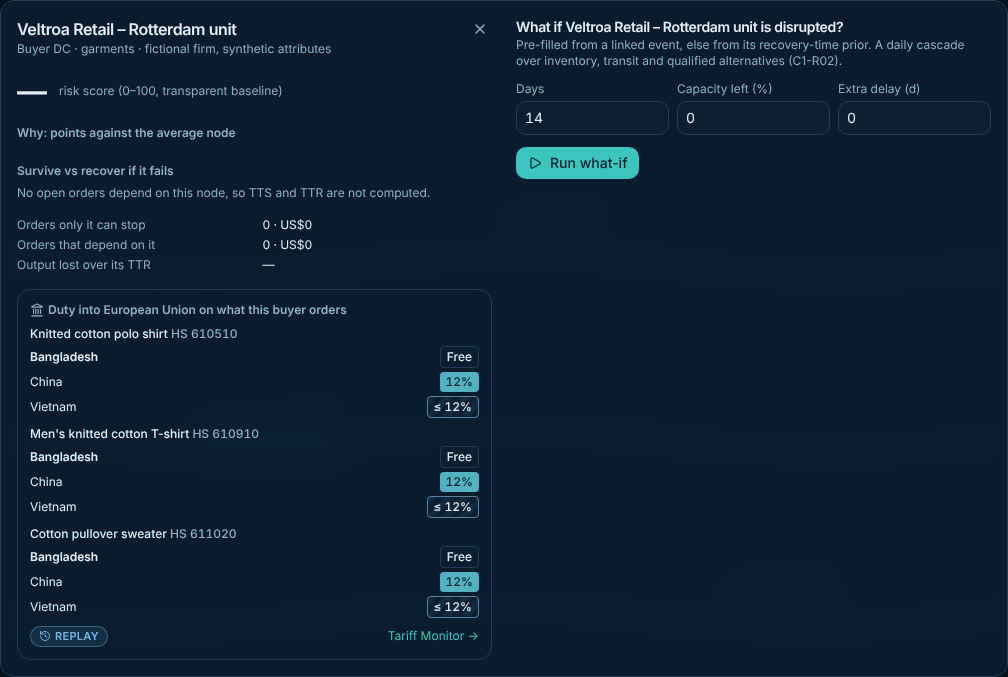 Veltroa Retail – Rotterdam unit
Buyer DC · garments · fictional firm, synthetic attributes
risk score (0–100, transparent baseline)
Why: points against the average node
Survive vs recover if it fails
No open orders depend on this node, so TTS and TTR are not computed.
Orders only it can stop 0 · US$0
Orders that depend on it 0 · US$0
Output lost over its TTR —
Duty into European Union on what this buyer orders
Knitted cotton polo shirt HS 610510
Bangladesh Free
China 12%
Vietnam ≤ 12%
Men's knitted cotton T-shirt HS 610910
Bangladesh Free
China 12%
Vietnam ≤ 12%
Cotton pullover sweater HS 611020
Bangladesh Free
China 12%
Vietnam ≤ 12%
REPLAY Tariff Monitor →
What if Veltroa Retail – Rotterdam unit is disrupted?
Pre-filled from a linked event, else from its recovery-time prior. A daily cascade
over inventory, transit and qualified alternatives (C1-R02).
Days Capacity left (%) Extra delay (d)
14 0 0
Run what-if